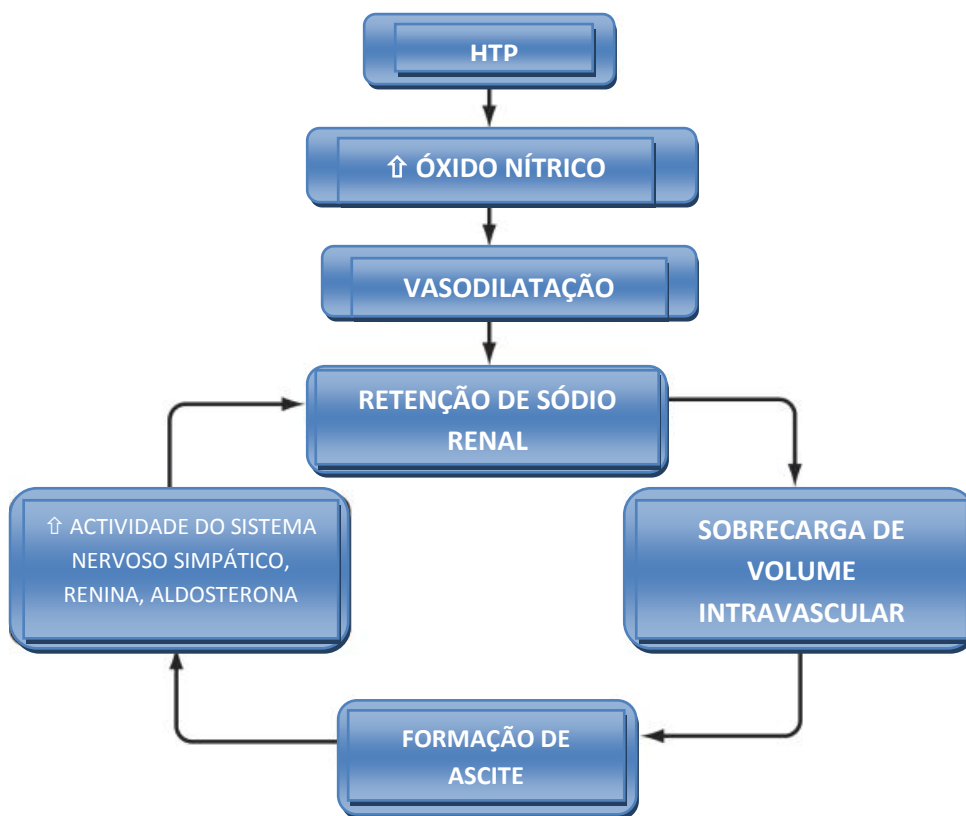 HTP
⇧ ÓXIDO NÍTRICO
VASODILATAÇÃO
RETENÇÃO DE SÓDIO
RENAL
SOBRECARGA DE
VOLUME
INTRAVASCULAR
FORMAÇÃO DE
ASCITE
⇧ ACTIVIDADE DO SISTEMA
NERVOSO SIMPÁTICO,
RENINA, ALDOSTERONA